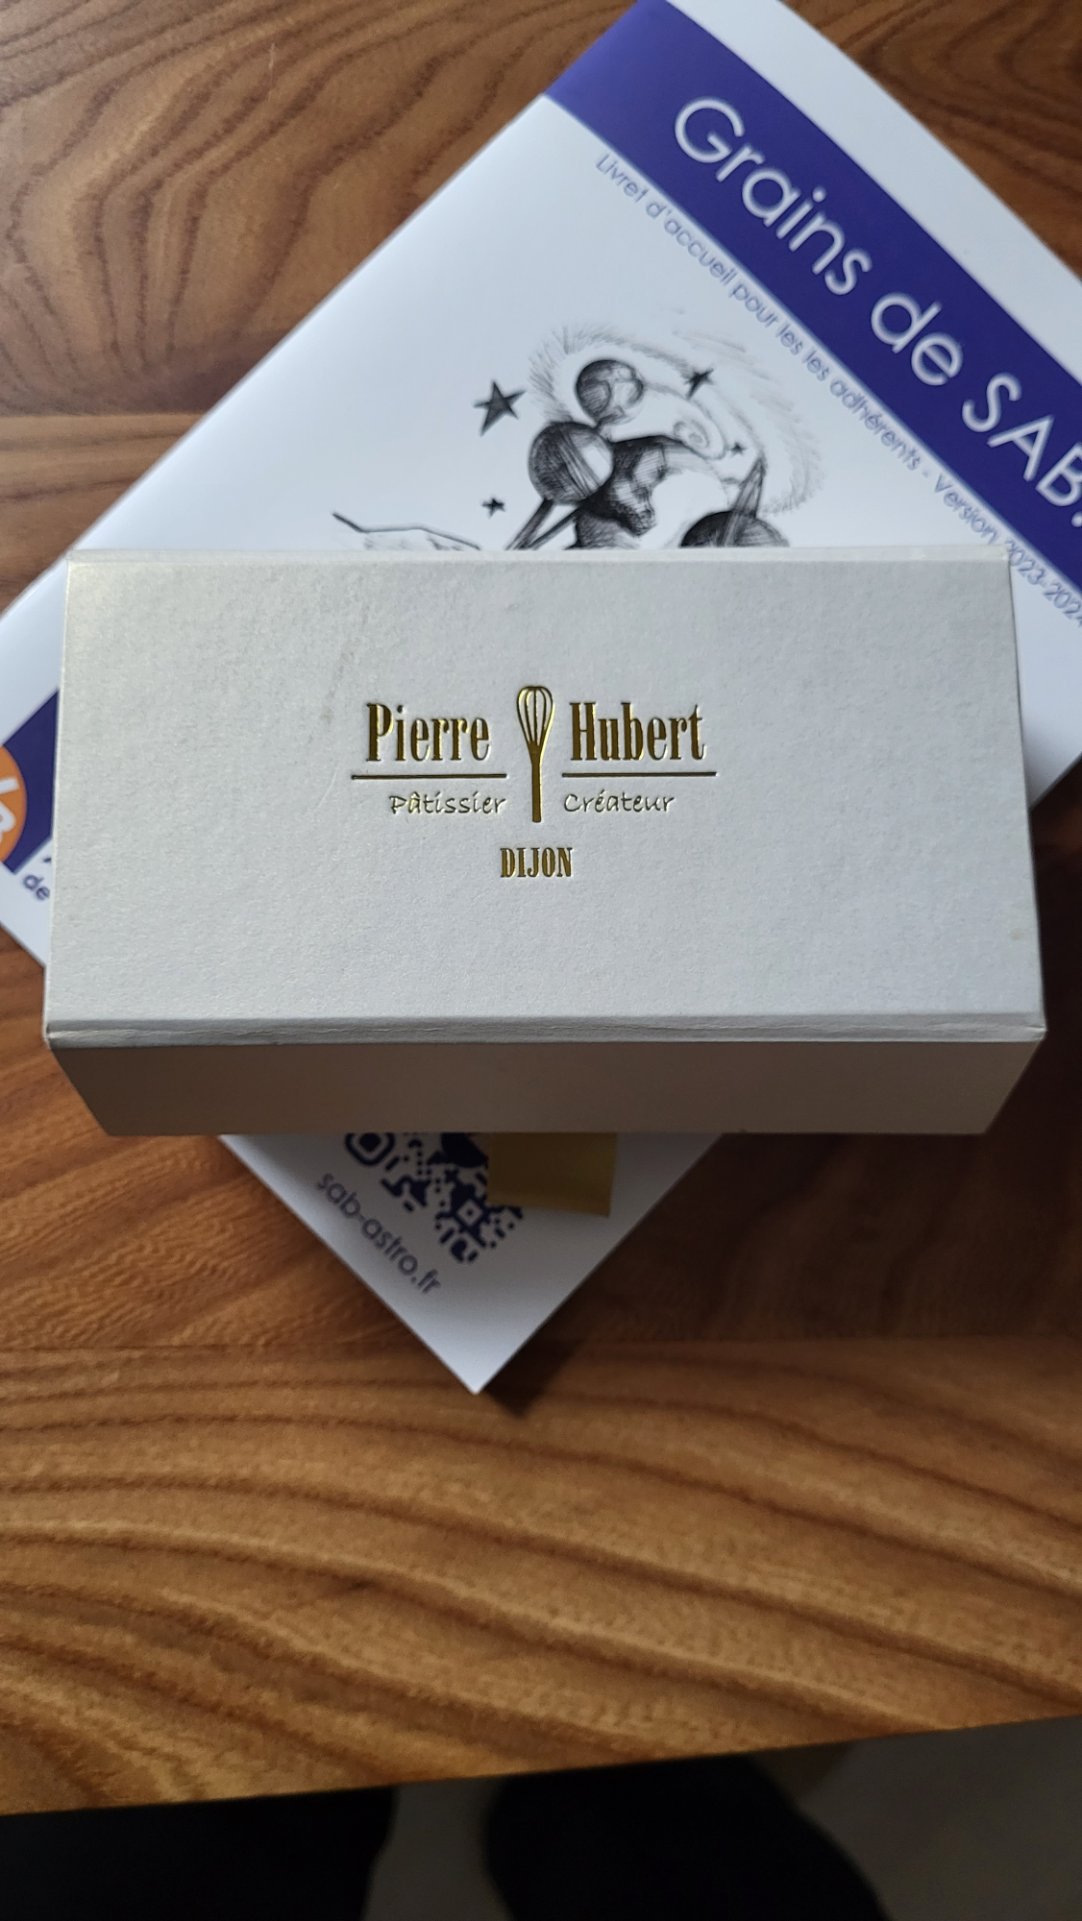 Grains de SAB
Livret d'accueil pour les les adhérents - Version 2023-2024
Pierre Hubert
Pâtissier Créateur
DIJON
de
sab-astro.fr